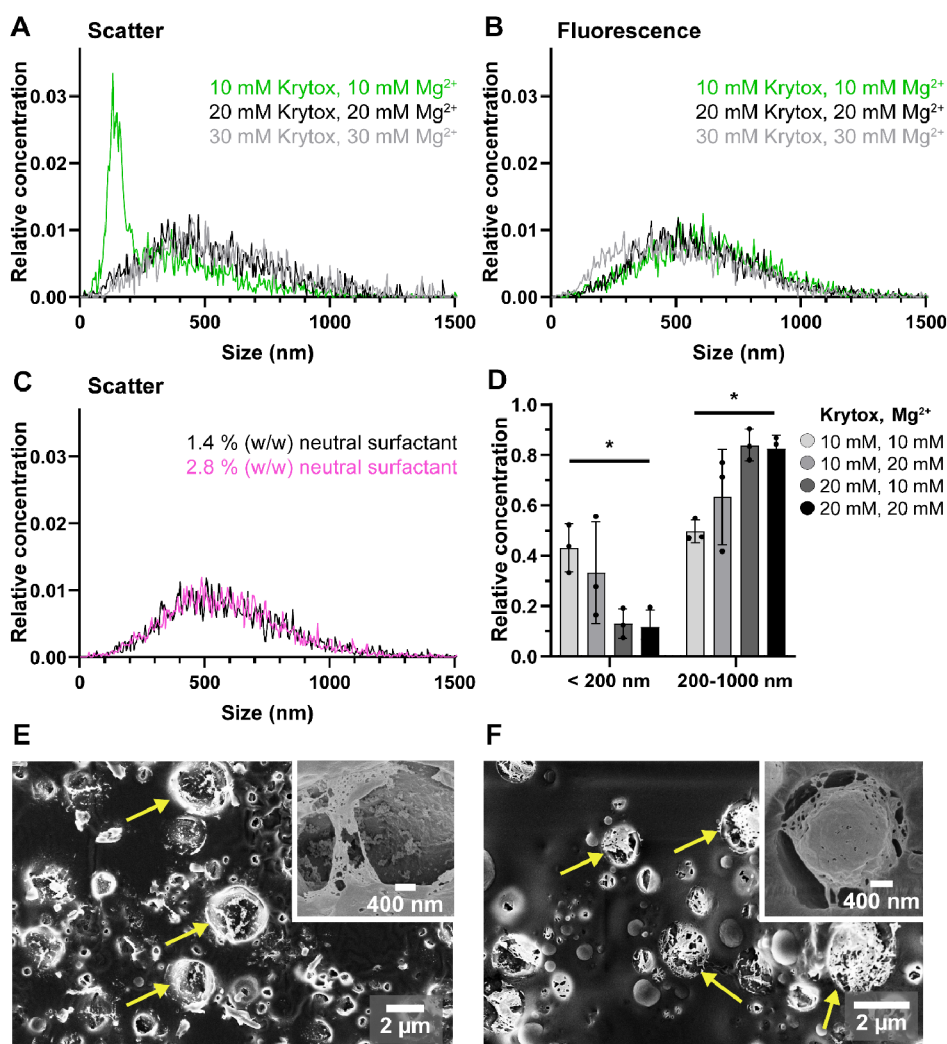 A
Scatter
10 mM Krytox, 10 mM Mg²⁺
20 mM Krytox, 20 mM Mg²⁺
30 mM Krytox, 30 mM Mg²⁺
Relative concentration
0.03
0.02
0.01
0.00
0
500
1000
1500
Size (nm)
B
Fluorescence
10 mM Krytox, 10 mM Mg²⁺
20 mM Krytox, 20 mM Mg²⁺
30 mM Krytox, 30 mM Mg²⁺
Relative concentration
0.03
0.02
0.01
0.00
0
500
1000
1500
Size (nm)
C
Scatter
1.4 % (w/w) neutral surfactant
2.8 % (w/w) neutral surfactant
Relative concentration
0.03
0.02
0.01
0.00
0
500
1000
1500
Size (nm)
D
Relative concentration
1.0
0.8
0.6
0.4
0.2
0.0
*
*
< 200 nm
200-1000 nm
Krytox, Mg²⁺
10 mM, 10 mM
10 mM, 20 mM
20 mM, 10 mM
20 mM, 20 mM
E
400 nm
2 µm
F
400 nm
2 µm